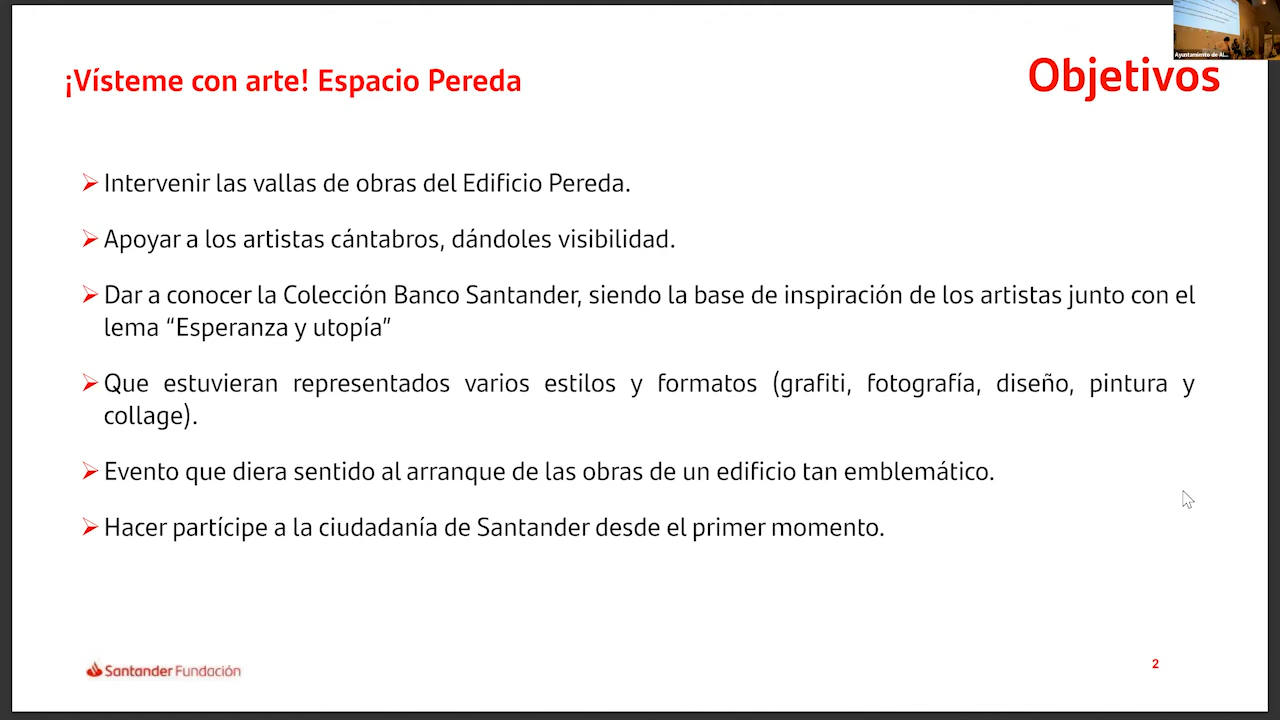 Ayuntamiento de Al...
¡Vísteme con arte! Espacio Pereda
Objetivos
Intervenir las vallas de obras del Edificio Pereda.
Apoyar a los artistas cántabros, dándoles visibilidad.
Dar a conocer la Colección Banco Santander, siendo la base de inspiración de los artistas junto con el
lema “Esperanza y utopía”
Que estuvieran representados varios estilos y formatos (grafiti, fotografía, diseño, pintura y
collage).
Evento que diera sentido al arranque de las obras de un edificio tan emblemático.
Hacer partícipe a la ciudadanía de Santander desde el primer momento.
Santander Fundación
2